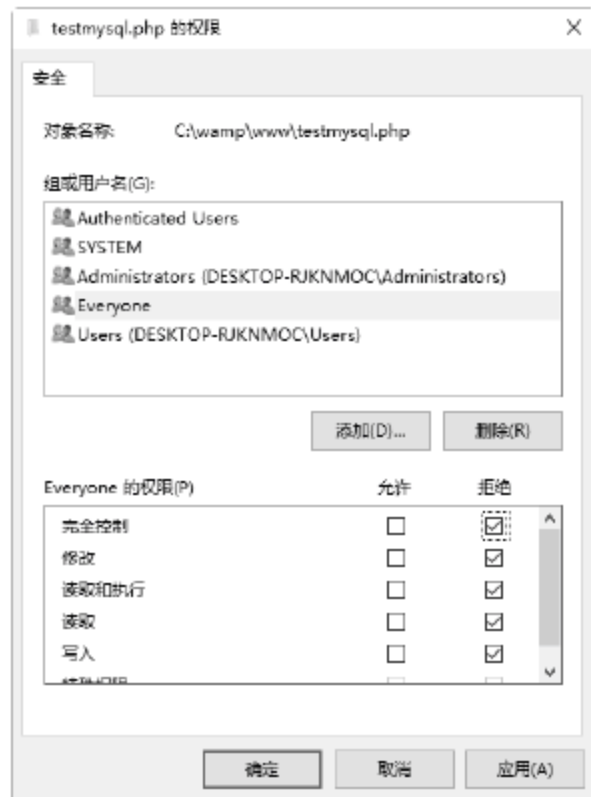 testmysql.php 的权限
安全
对象名称: C:\wamp\www\testmysql.php
组或用户名(G):
Authenticated Users
SYSTEM
Administrators (DESKTOP-RJKNMOC\Administrators)
Everyone
Users (DESKTOP-RJKNMOC\Users)
添加(D)... 删除(R)
Everyone 的权限(P) 允许 拒绝
完全控制
修改
读取和执行
读取
写入
确定 取消 应用(A)